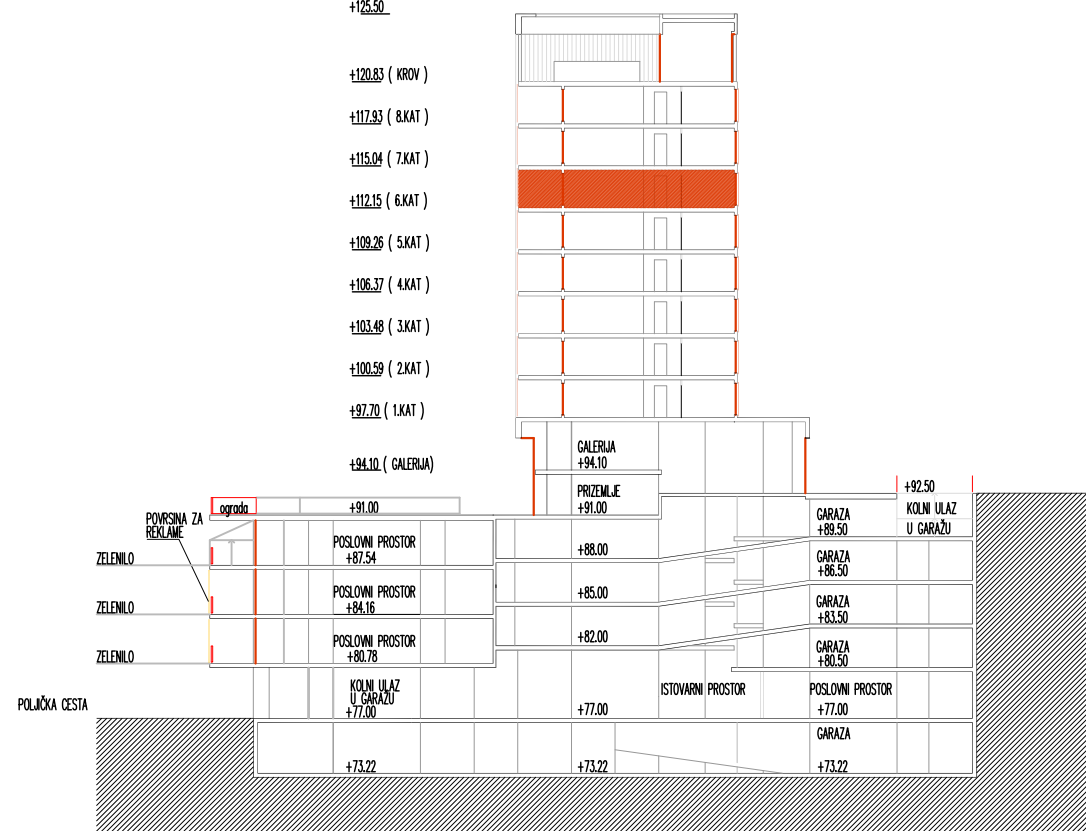 +125.50
+120.83 ( KROV )
+117.93 ( 8.KAT )
+115.04 ( 7.KAT )
+112.15 ( 6.KAT )
+109.26 ( 5.KAT )
+106.37 ( 4.KAT )
+103.48 ( 3.KAT )
+100.59 ( 2.KAT )
+97.70 ( 1.KAT )
+94.10 ( GALERIJA)
GALERIJA
+94.10
PRIZEMLJE
+91.00
+92.50
KOLNI ULAZ
U GARAŽU
ograda
+91.00
POVRSINA ZA
REKLAME
GARAZA
+89.50
POSLOVNI PROSTOR
+87.54
+88.00
ZELENILO
GARAZA
+86.50
POSLOVNI PROSTOR
+84.16
+85.00
ZELENILO
GARAZA
+83.50
POSLOVNI PROSTOR
+80.78
+82.00
ZELENILO
GARAZA
+80.50
KOLNI ULAZ
U GARAŽU
+77.00
ISTOVARNI PROSTOR
POSLOVNI PROSTOR
+77.00
+77.00
POLJIČKA CESTA
GARAZA
+73.22
+73.22
+73.22